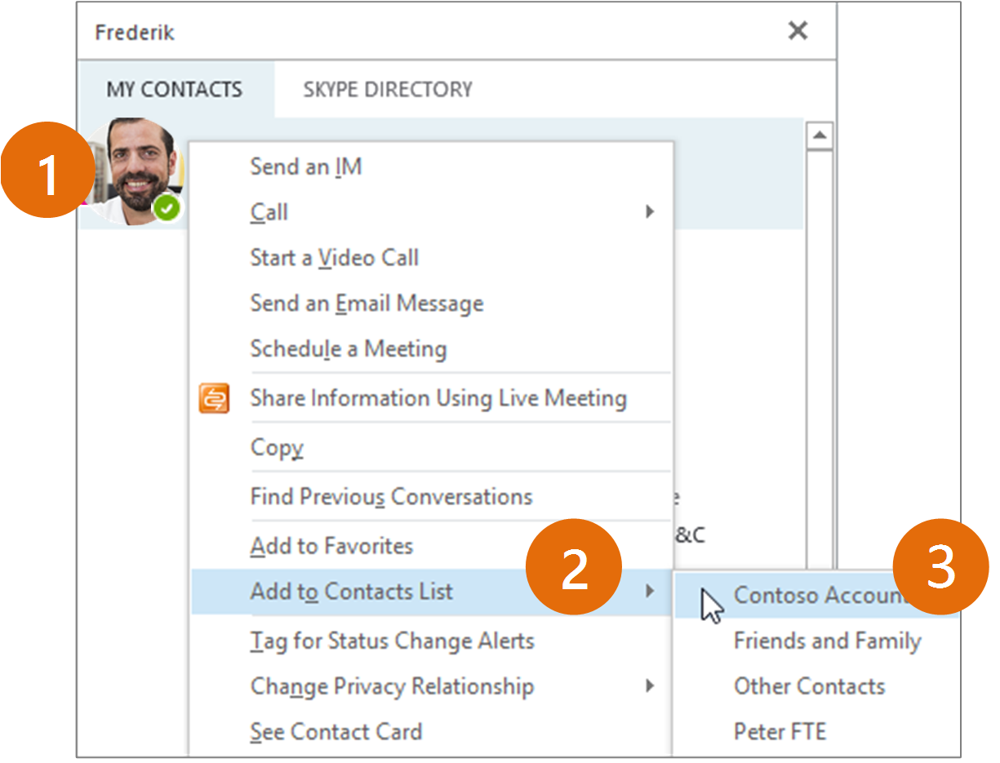 Frederik
MY CONTACTS SKYPE DIRECTORY
1
Send an IM
Call
Start a Video Call
Send an Email Message
Schedule a Meeting
Share Information Using Live Meeting
Copy
Find Previous Conversations
&C
Add to Favorites
2
3
Add to Contacts List
Contoso Accoun
Friends and Family
Other Contacts
Peter FTE
Tag for Status Change Alerts
Change Privacy Relationship
See Contact Card